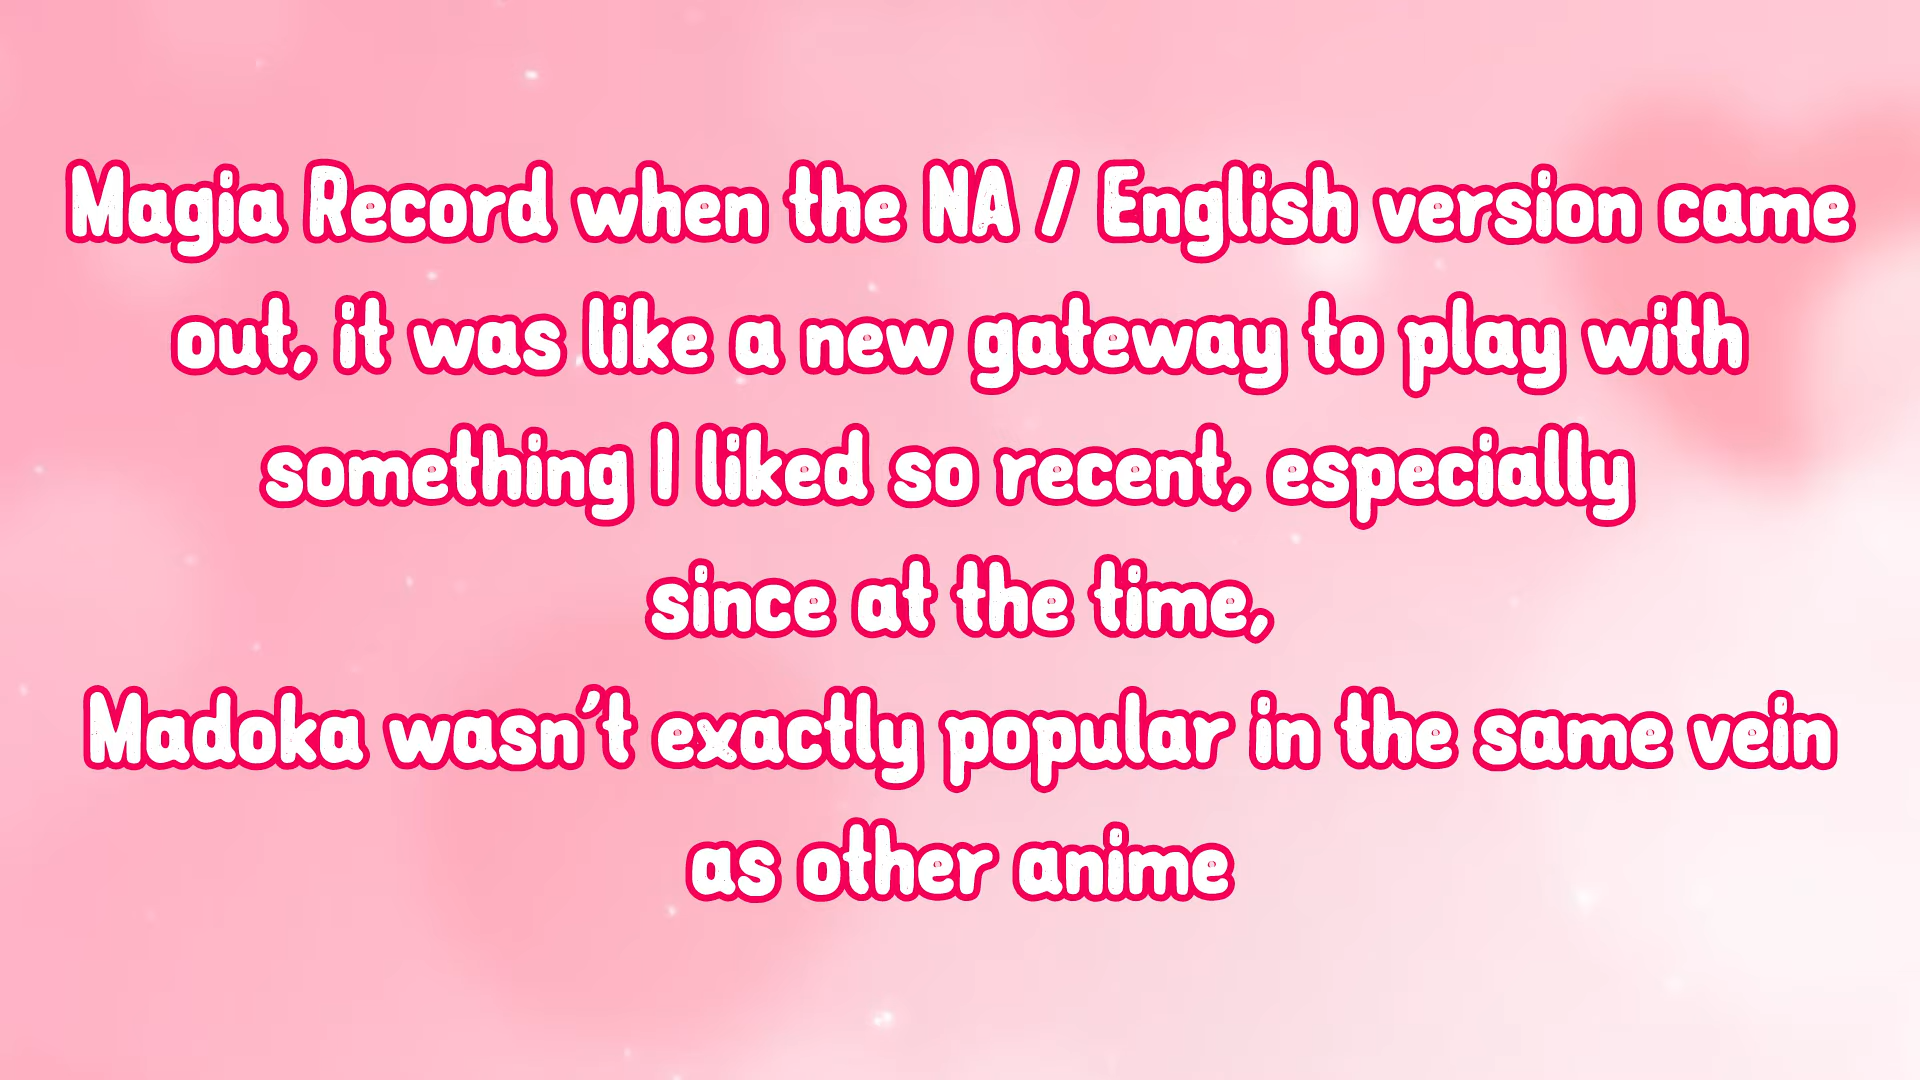 Magia Record when the NA / English version came
out, it was like a new gateway to play with
something I liked so recent, especially
since at the time,
Madoka wasn't exactly popular in the same vein
as other anime